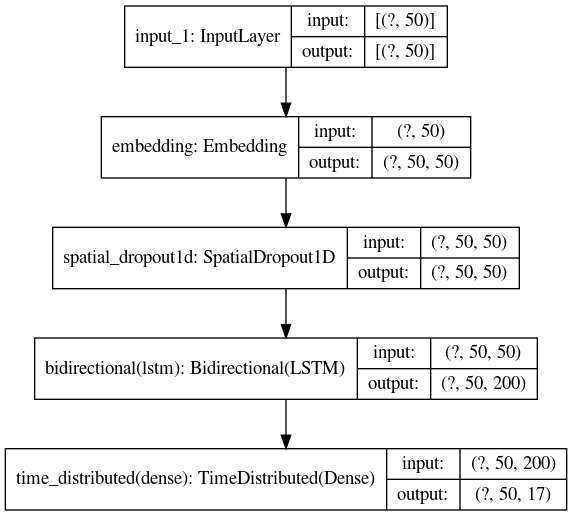 input_1: InputLayer
input:
[(?, 50)]
output:
[(?, 50)]
embedding: Embedding
input:
(?, 50)
output:
(?, 50, 50)
spatial_dropout1d: SpatialDropout1D
input:
(?, 50, 50)
output:
(?, 50, 50)
bidirectional(lstm): Bidirectional(LSTM)
input:
(?, 50, 50)
output:
(?, 50, 200)
time_distributed(dense): TimeDistributed(Dense)
input:
(?, 50, 200)
output:
(?, 50, 17)